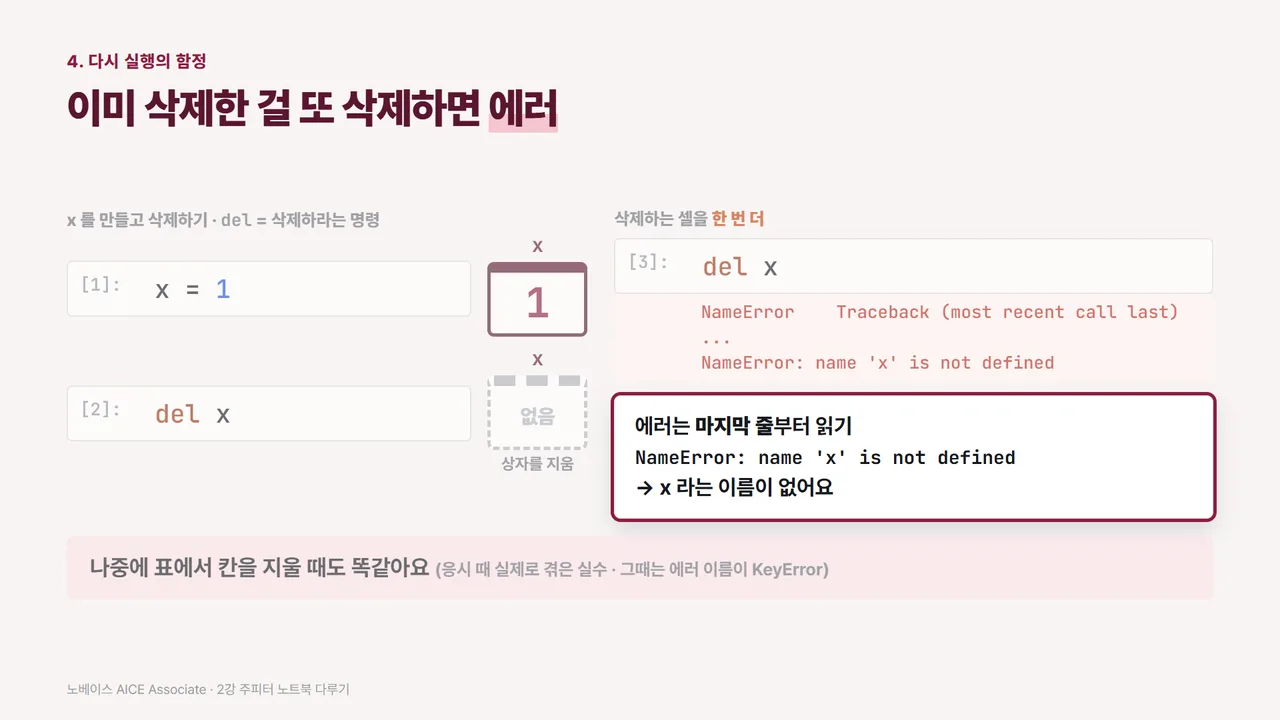 4. 다시 실행의 함정
이미 삭제한 걸 또 삭제하면 에러
x 를 만들고 삭제하기 · del = 삭제하라는 명령
[1]: x = 1
x
1
[2]: del x
x
없음
상자를 지움
삭제하는 셀을 한 번 더
[3]: del x
NameError    Traceback (most recent call last)
...
NameError: name 'x' is not defined
에러는 마지막 줄부터 읽기
NameError: name 'x' is not defined
→ x 라는 이름이 없어요
나중에 표에서 칸을 지울 때도 똑같아요 (응시 때 실제로 겪은 실수 · 그때는 에러 이름이 KeyError)
노베이스 AICE Associate · 2강 주피터 노트북 다루기